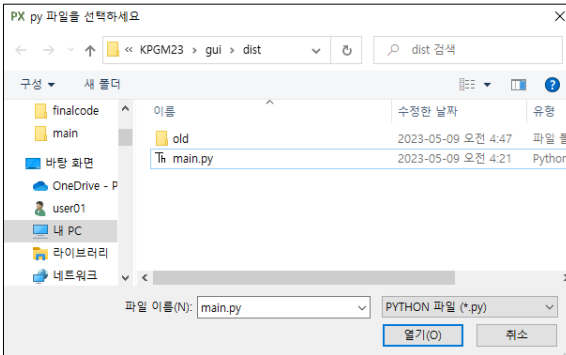 PX py 파일을 선택하세요
« KPGM23 › gui › dist
dist 검색
구성 새 폴더
이름 수정한 날짜 유형
finalcode
main
바탕 화면
OneDrive - P
user01
내 PC
라이브러리
네트워크
old 2023-05-09 오전 4:47 파일
Th main.py 2023-05-09 오전 4:21 Python
파일 이름(N): main.py PYTHON 파일 (*.py)
열기(O) 취소